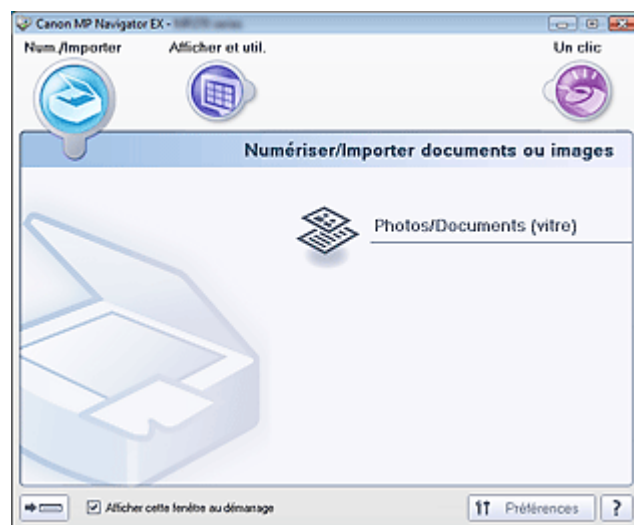 Canon MP Navigator EX -
Num./Importer
Afficher et util.
Un clic
Numériser/Importer documents ou images
Photos/Documents (vitre)
Afficher cette fenêtre au démarrage
Préférences
?